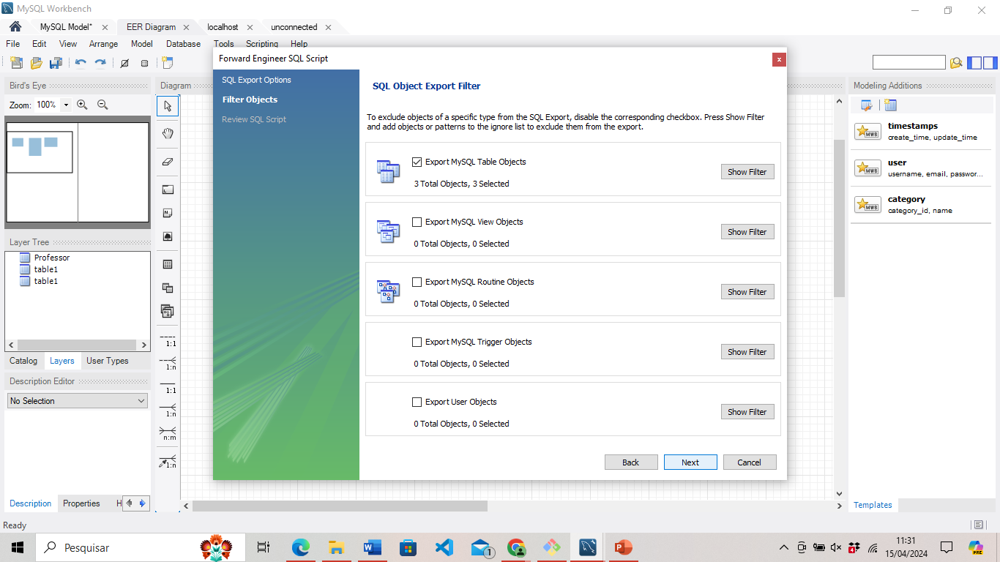 MySQL Workbench
MySQL Model*
EER Diagram
localhost
unconnected
File Edit View Arrange Model Database Tools Scripting Help
Forward Engineer SQL Script
Bird's Eye
Zoom: 100%
Layer Tree
Professor
table1
table1
Catalog Layers User Types
Description Editor
No Selection
Description Properties H
Diagram
1:1
1:n
1:1
1:n
n:m
1:n
SQL Export Options
Filter Objects
Review SQL Script
SQL Object Export Filter
To exclude objects of a specific type from the SQL Export, disable the corresponding checkbox. Press Show Filter
and add objects or patterns to the ignore list to exclude them from the export.
Export MySQL Table Objects
3 Total Objects, 3 Selected
Show Filter
Export MySQL View Objects
0 Total Objects, 0 Selected
Show Filter
Export MySQL Routine Objects
0 Total Objects, 0 Selected
Show Filter
Export MySQL Trigger Objects
0 Total Objects, 0 Selected
Show Filter
Export User Objects
0 Total Objects, 0 Selected
Show Filter
Back Next Cancel
Modeling Additions
MWB
timestamps
create_time, update_time
MWB
user
username, email, passwor...
MWB
category
category_id, name
Templates
Ready
Pesquisar
1
11:31
15/04/2024
PRE